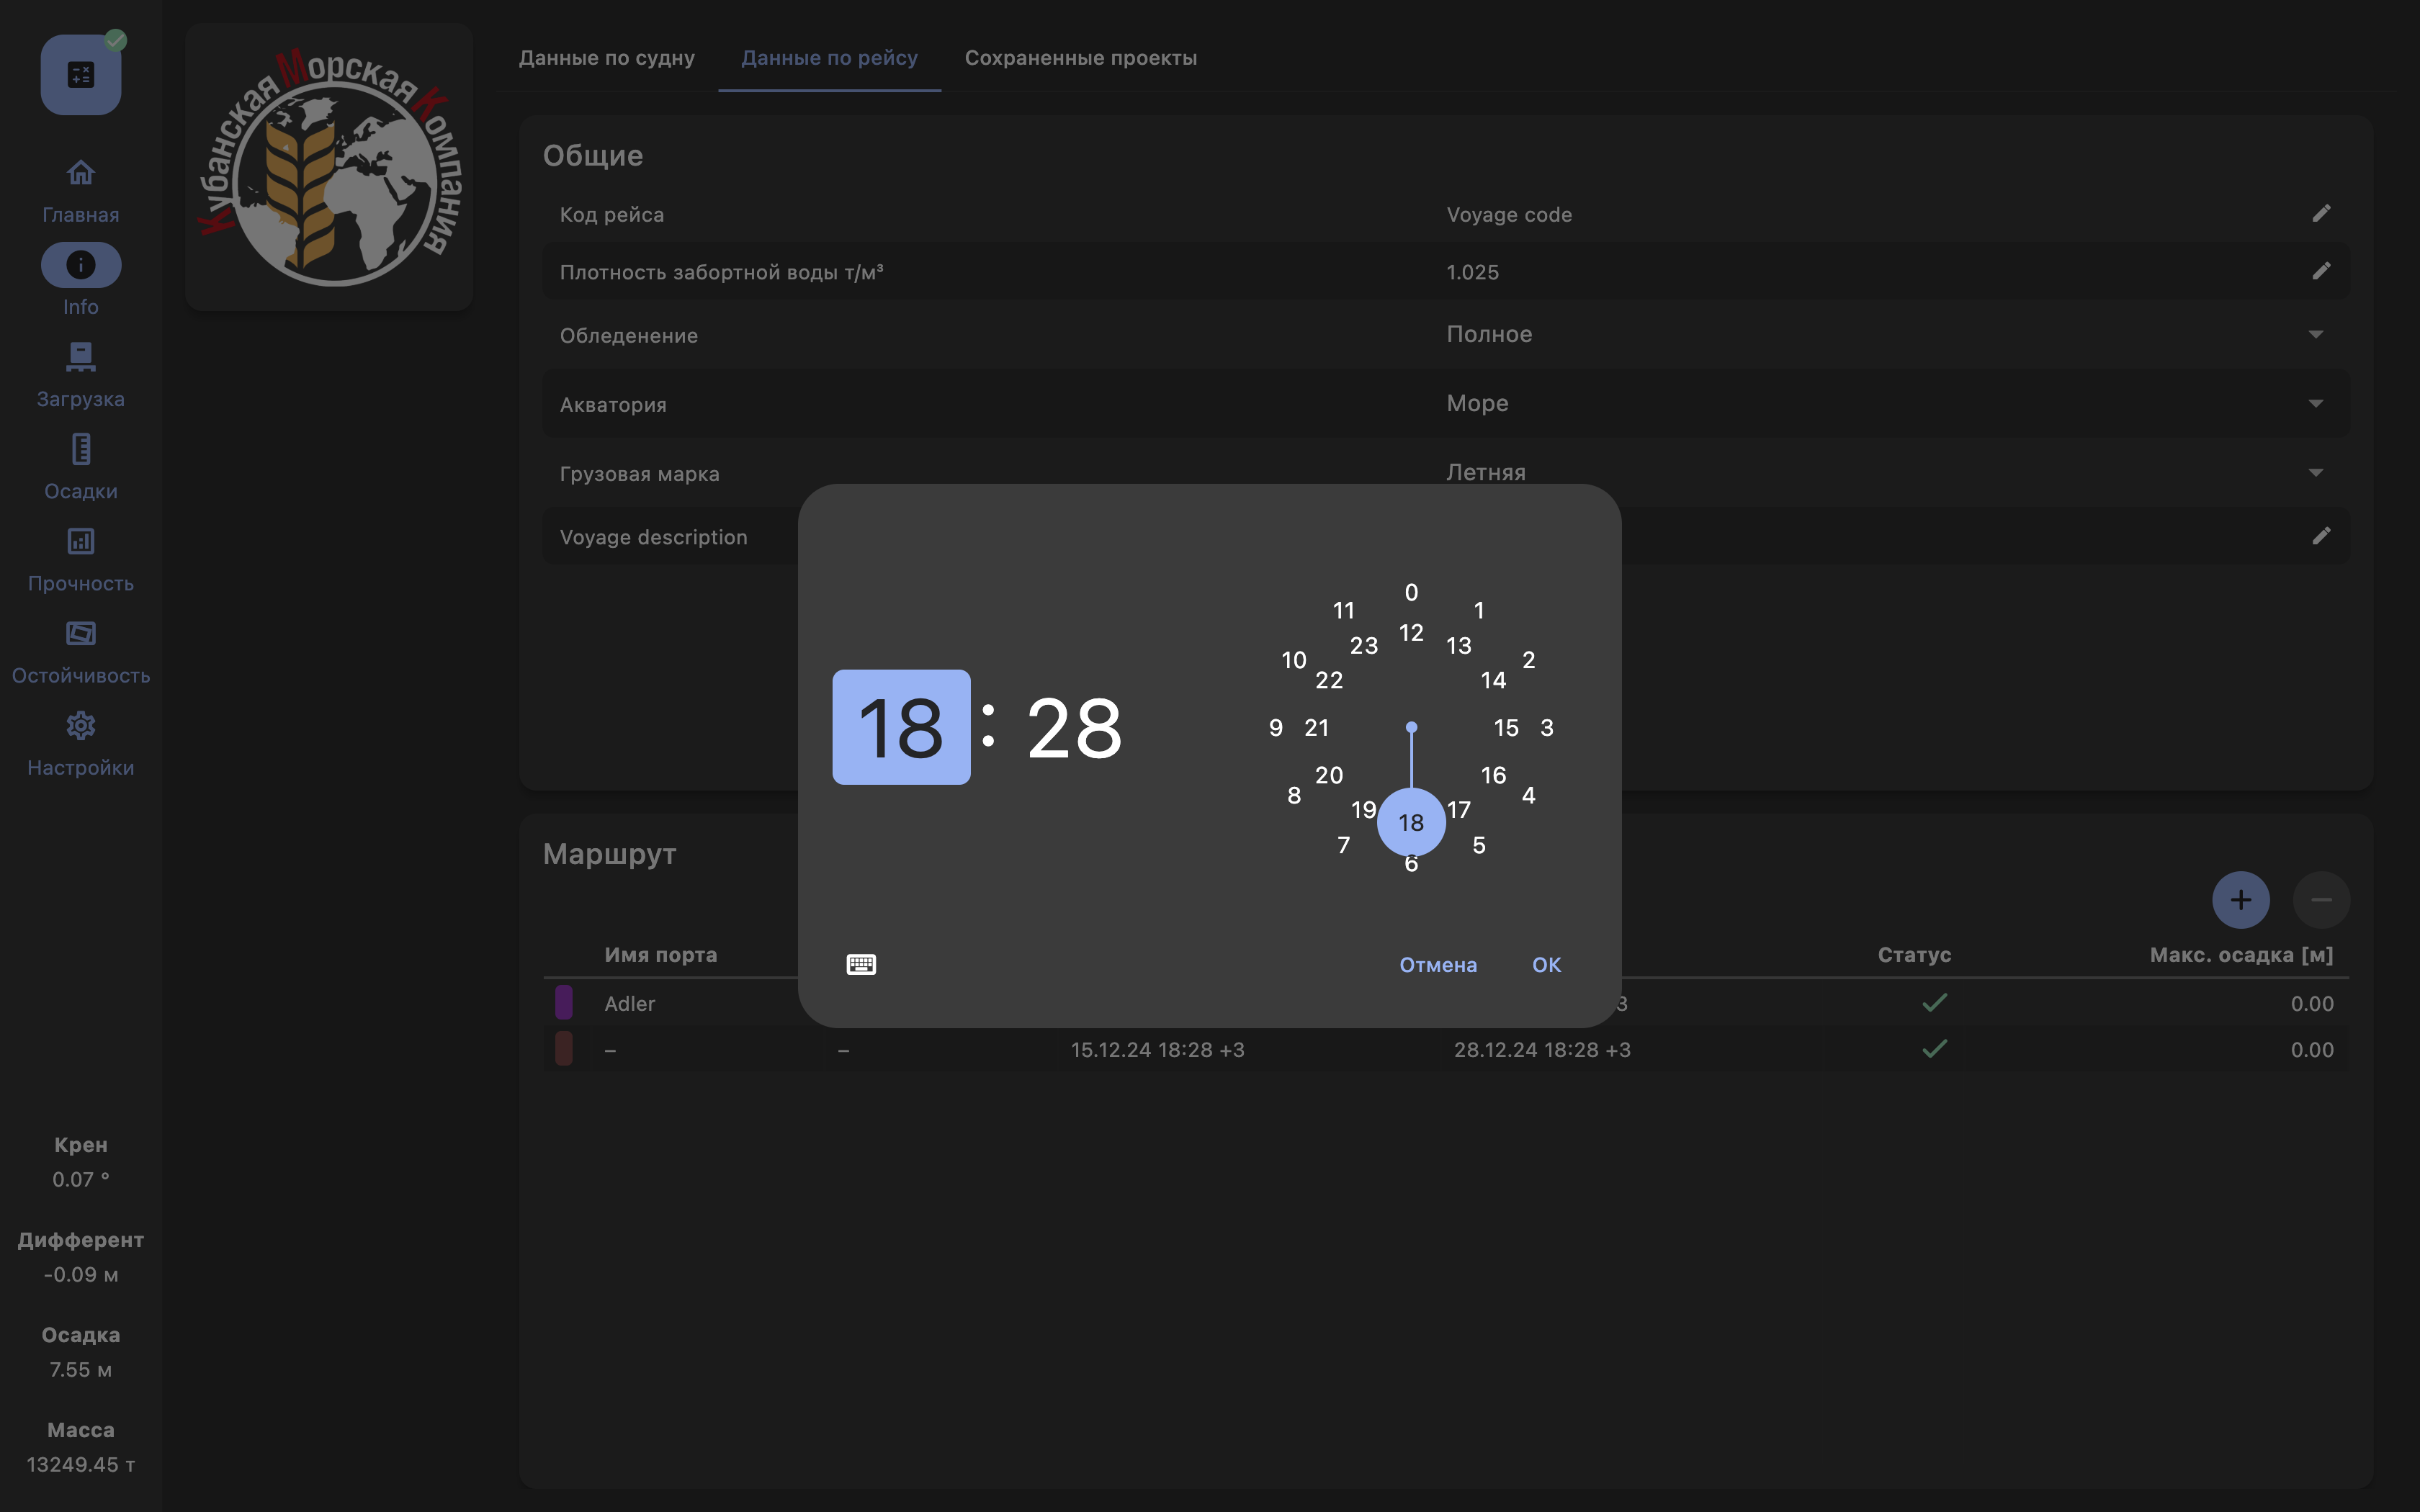 Кубанская Морская Компания
Данные по судну
Данные по рейсу
Сохраненные проекты
Главная
Info
Загрузка
Осадки
Прочность
Остойчивость
Настройки
Крен
0.07 °
Дифферент
-0.09 м
Осадка
7.55 м
Масса
13249.45 т
Общие
Код рейса Voyage code
Плотность забортной воды т/м³ 1.025
Обледенение Полное
Акватория Море
Грузовая марка Летняя
Voyage description
18 : 28
0
11 1
12
23 13
10 2
22 14
9 21 15 3
20 16
8 4
19 17
18
7 5
6
Отмена OK
Маршрут
Имя порта Статус Макс. осадка [м]
Adler 3 0.00
– – 15.12.24 18:28 +3 28.12.24 18:28 +3 0.00